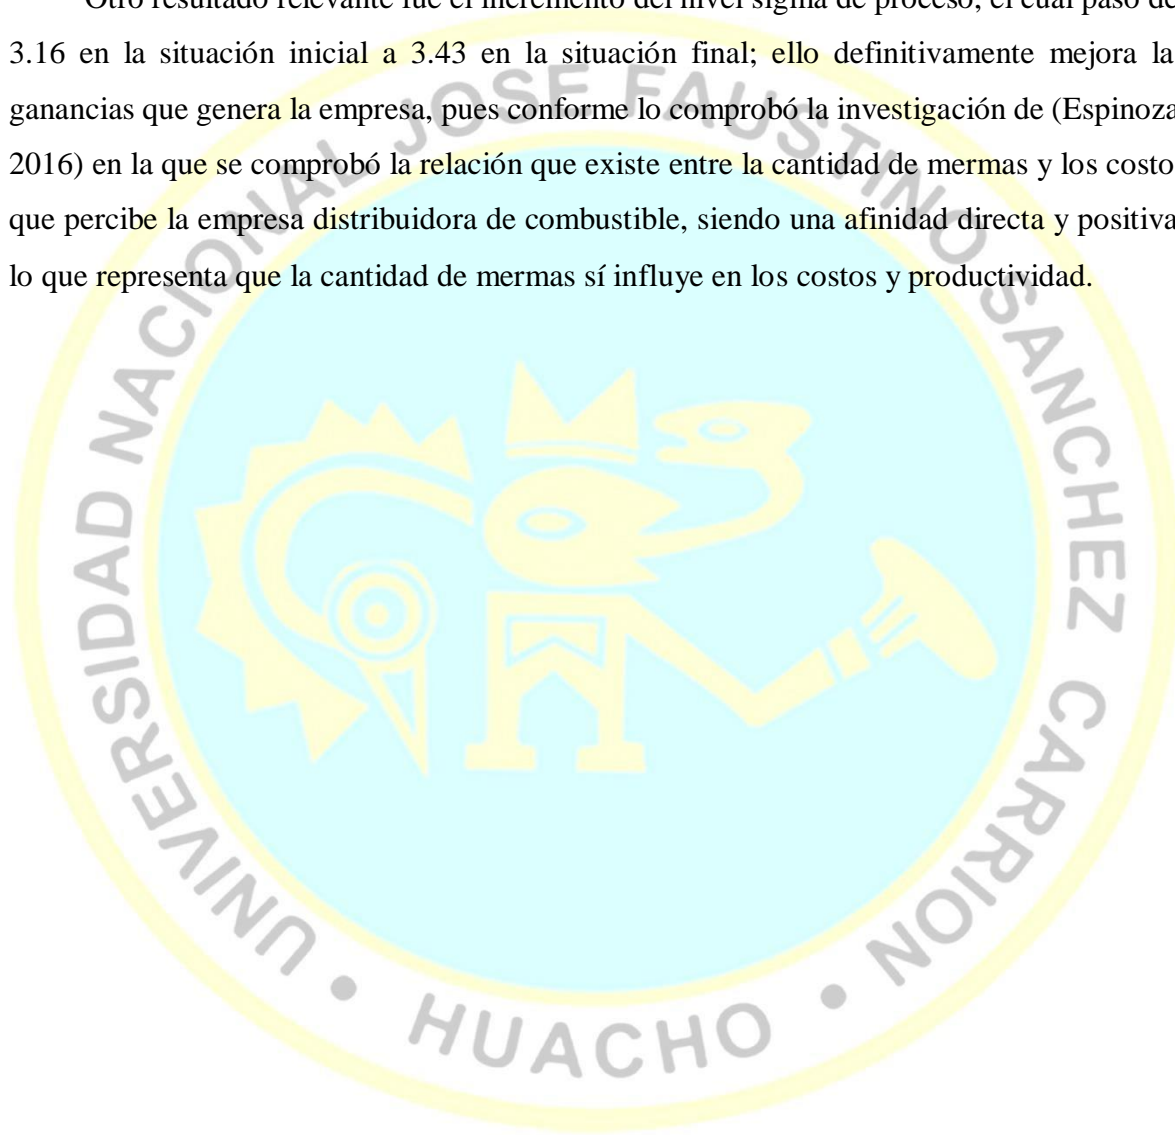 Otro resultado relevante fue el incremento del nivel sigma de proceso, el cual pasó de
3.16 en la situación inicial a 3.43 en la situación final; ello definitivamente mejora la
ganancias que genera la empresa, pues conforme lo comprobó la investigación de (Espinoza
2016) en la que se comprobó la relación que existe entre la cantidad de mermas y los costo
que percibe la empresa distribuidora de combustible, siendo una afinidad directa y positiva
lo que representa que la cantidad de mermas sí influye en los costos y productividad.
UNIVERSIDAD NACIONAL JOSE FAUSTINO SANCHEZ CARRION
• HUACHO •